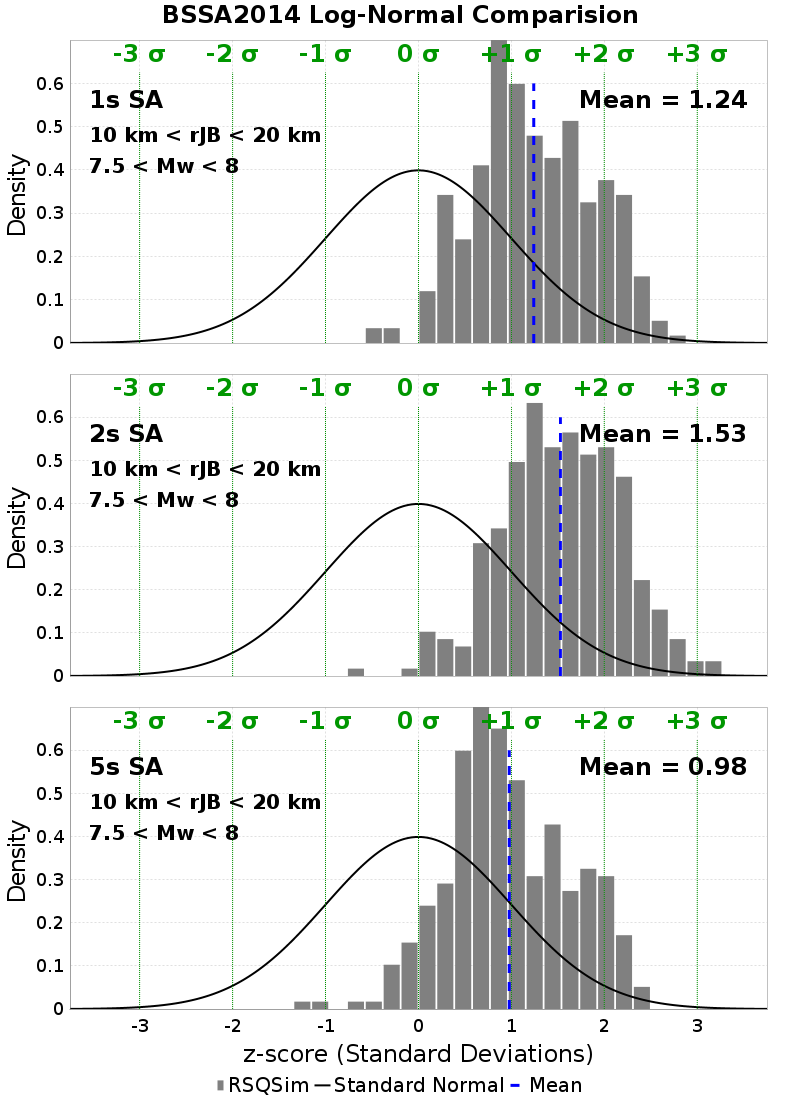 BSSA2014 Log-Normal Comparision
-3 σ -2 σ -1 σ 0 σ +1 σ +2 σ +3 σ
1s SA
Mean = 1.24
10 km < rJB < 20 km
7.5 < Mw < 8
0.6
0.5
0.4
0.3
0.2
0.1
0
Density
-3 σ -2 σ -1 σ 0 σ +1 σ +2 σ +3 σ
2s SA
Mean = 1.53
10 km < rJB < 20 km
7.5 < Mw < 8
0.6
0.5
0.4
0.3
0.2
0.1
0
Density
-3 σ -2 σ -1 σ 0 σ +1 σ +2 σ +3 σ
5s SA
Mean = 0.98
10 km < rJB < 20 km
7.5 < Mw < 8
0.6
0.5
0.4
0.3
0.2
0.1
0
Density
-3 -2 -1 0 1 2 3
z-score (Standard Deviations)
RSQSim Standard Normal Mean